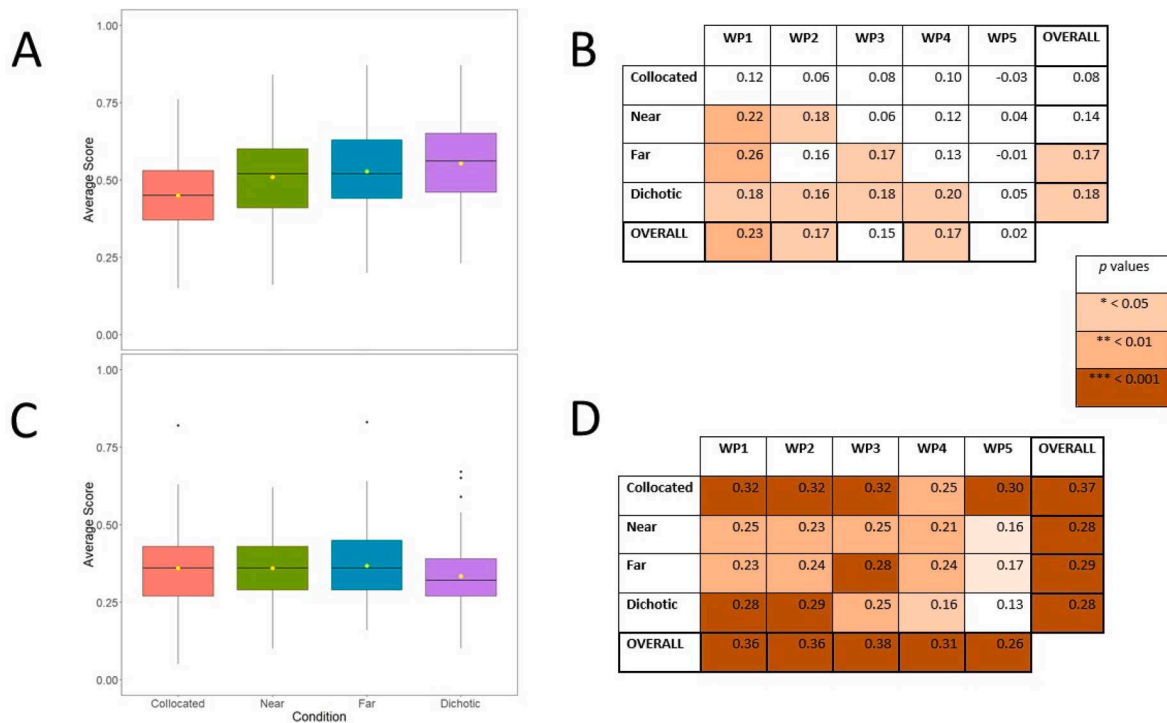 A
1.00
0.75
0.50
0.25
0.00
Average Score
B
WP1 WP2 WP3 WP4 WP5 OVERALL
Collocated 0.12 0.06 0.08 0.10 -0.03 0.08
Near 0.22 0.18 0.06 0.12 0.04 0.14
Far 0.26 0.16 0.17 0.13 -0.01 0.17
Dichotic 0.18 0.16 0.18 0.20 0.05 0.18
OVERALL 0.23 0.17 0.15 0.17 0.02
p values
* < 0.05
** < 0.01
*** < 0.001
C
1.00
0.75
0.50
0.25
0.00
Average Score
Collocated Near Far Dichotic
Condition
D
WP1 WP2 WP3 WP4 WP5 OVERALL
Collocated 0.32 0.32 0.32 0.25 0.30 0.37
Near 0.25 0.23 0.25 0.21 0.16 0.28
Far 0.23 0.24 0.28 0.24 0.17 0.29
Dichotic 0.28 0.29 0.25 0.16 0.13 0.28
OVERALL 0.36 0.36 0.38 0.31 0.26